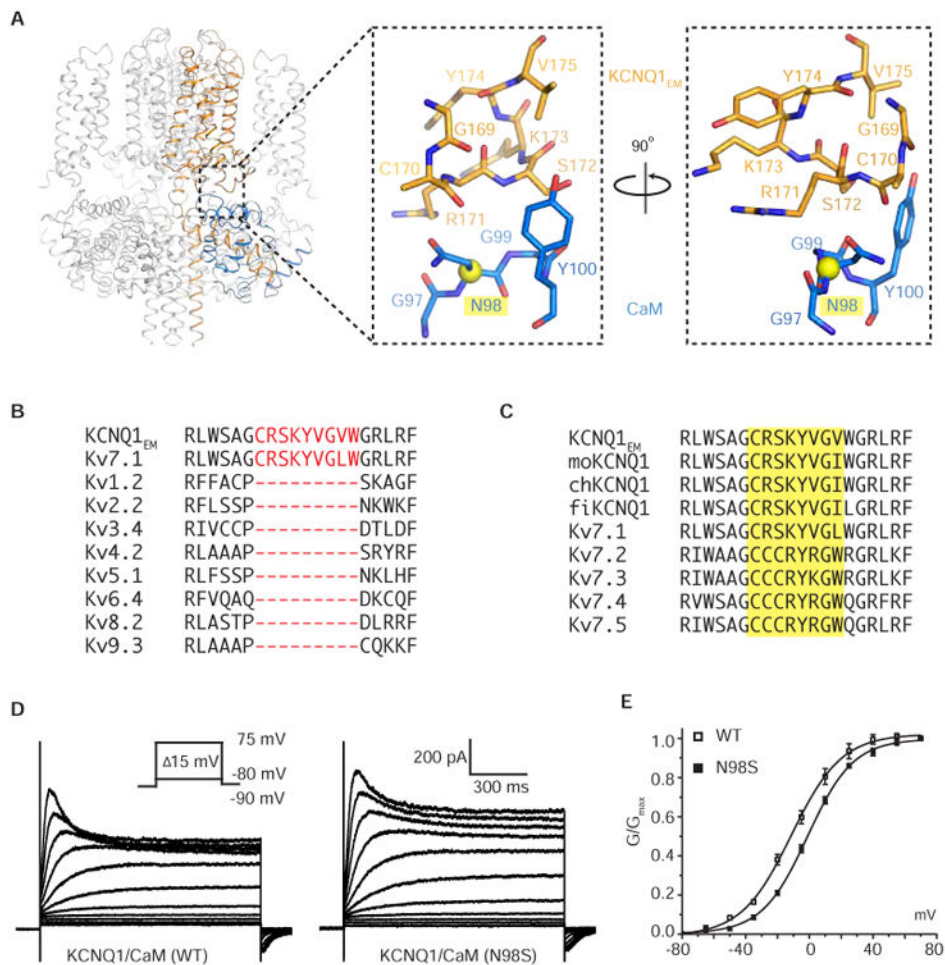 A
Y174
V175
KCNQ1EM
G169
K173
C170
S172
R171
G99
Y100
G97
N98
CaM
90°
Y174
V175
G169
C170
K173
S172
R171
G99
Y100
N98
G97
B
KCNQ1EM RLWSAGCRSKYVGVWGRLRF
Kv7.1 RLWSAGCRSKYVGLWGRLRF
Kv1.2 RFFACP----------SKAGF
Kv2.2 RFLSSP----------NKWKF
Kv3.4 RIVCCP----------DTLDF
Kv4.2 RLAAAP----------SRYRF
Kv5.1 RLFSSP----------NKLHF
Kv6.4 RFVQAQ----------DKCQF
Kv8.2 RLASTP----------DLRRF
Kv9.3 RLAAAP----------CQKKF
C
KCNQ1EM RLWSAGCRSKYVGVWGRLRF
moKCNQ1 RLWSAGCRSKYVGIWGRLRF
chKCNQ1 RLWSAGCRSKYVGIWGRLRF
fiKCNQ1 RLWSAGCRSKYVGILGRLRF
Kv7.1 RLWSAGCRSKYVGLWGRLRF
Kv7.2 RIWAAGCCCRYRGWRGRLKF
Kv7.3 RIWAAGCCCRYKGWRGRLKF
Kv7.4 RVWSAGCCCRYRGWQGRFRF
Kv7.5 RIWSAGCCCRYRGWQGRLRF
D
75 mV
Δ15 mV
-80 mV
-90 mV
KCNQ1/CaM (WT)
200 pA
300 ms
KCNQ1/CaM (N98S)
E
WT
N98S
G/Gmax
1.0
0.8
0.6
0.4
0.2
0.0
mV
-80 -40 0 40 80